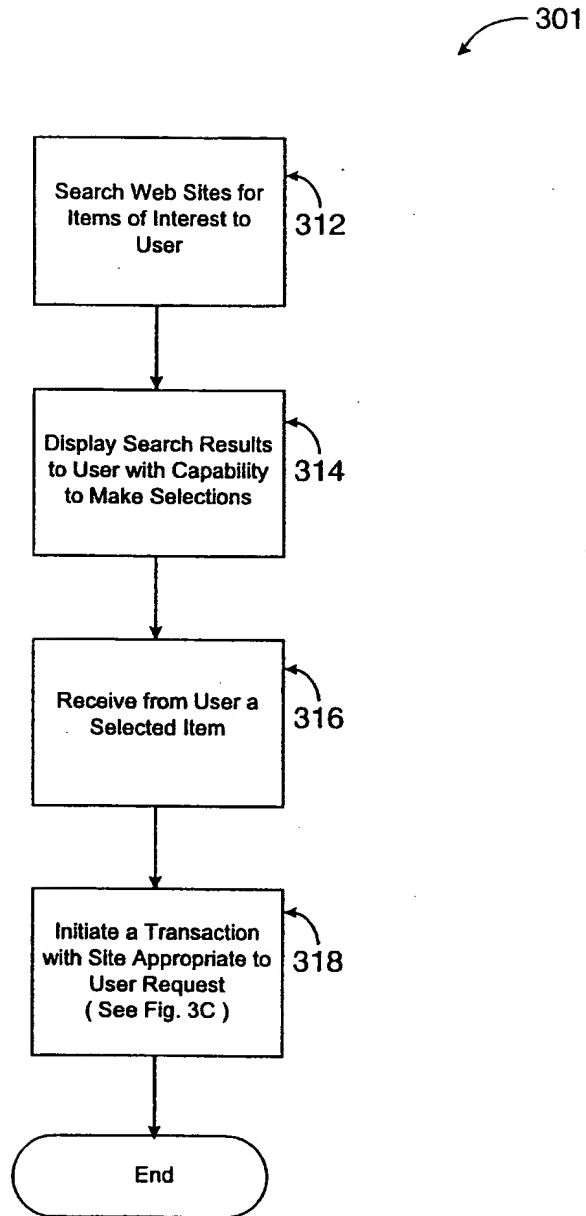 301
Search Web Sites for
Items of Interest to
User
312
Display Search Results
to User with Capability
to Make Selections
314
Receive from User a
Selected Item
316
Initiate a Transaction
with Site Appropriate to
User Request
( See Fig. 3C )
318
End